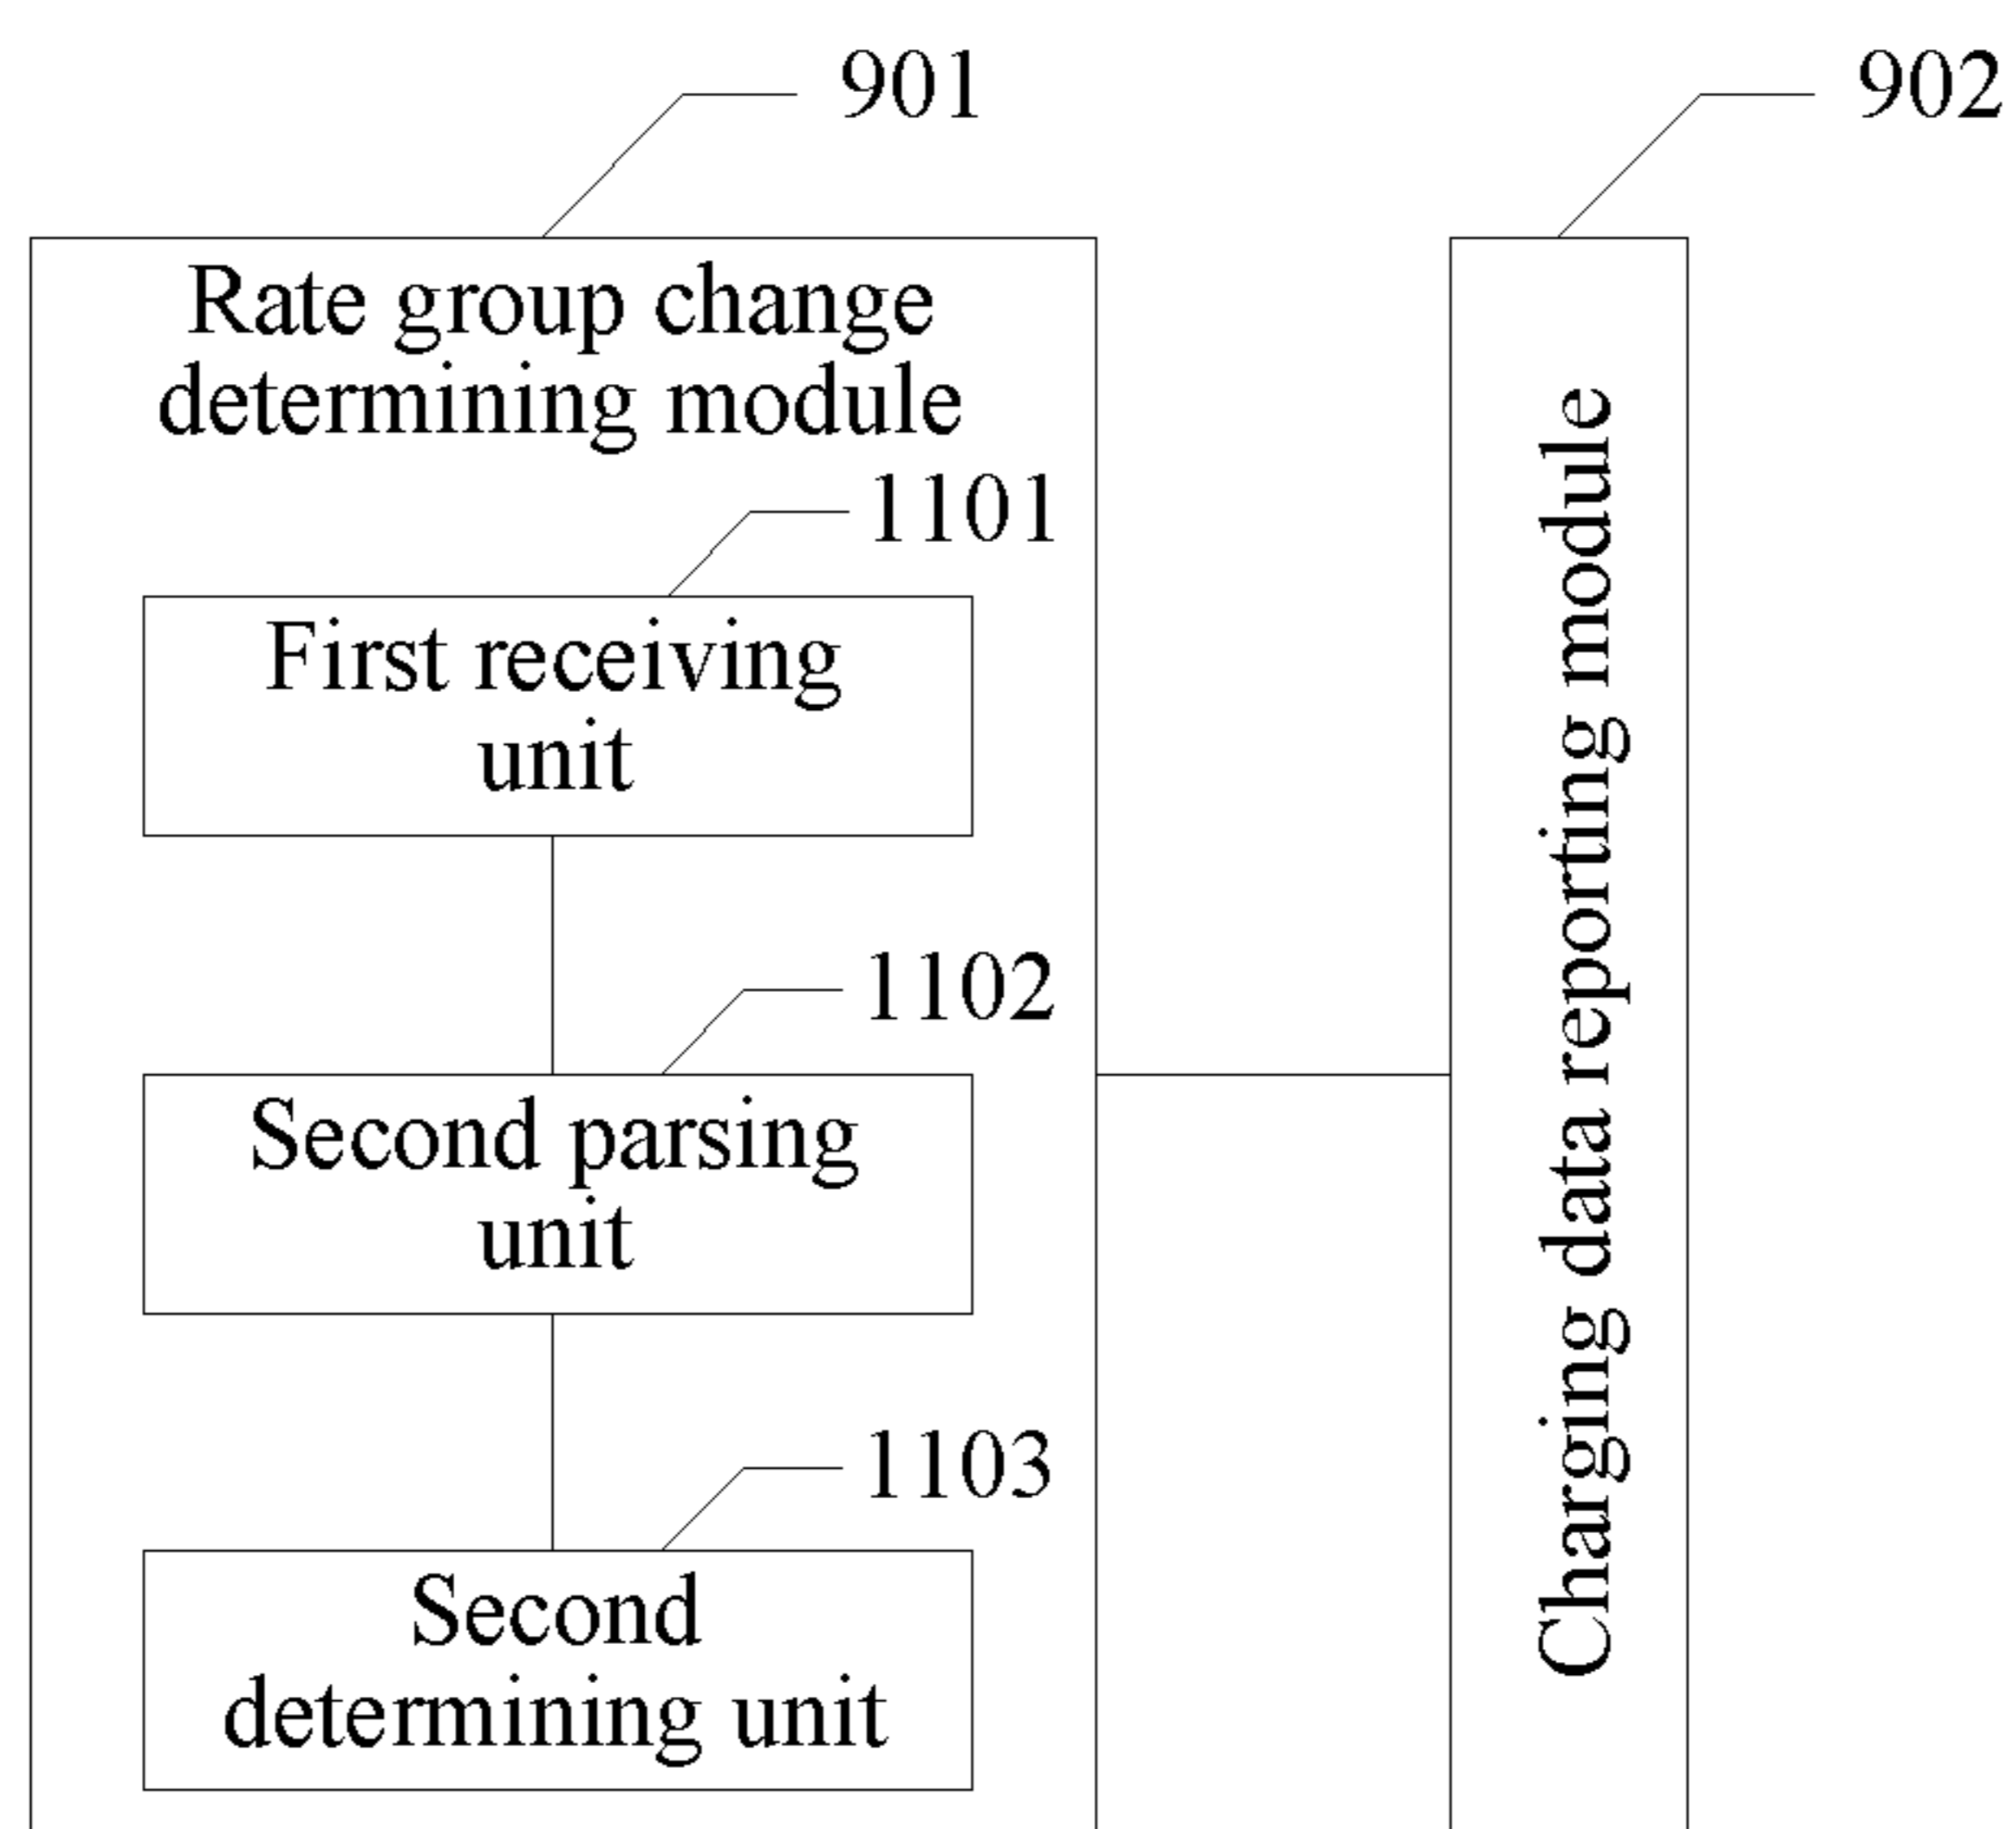 901
902
Rate group change
determining module
1101
First receiving
unit
1102
Second parsing
unit
1103
Second
determining unit
Charging data reporting module